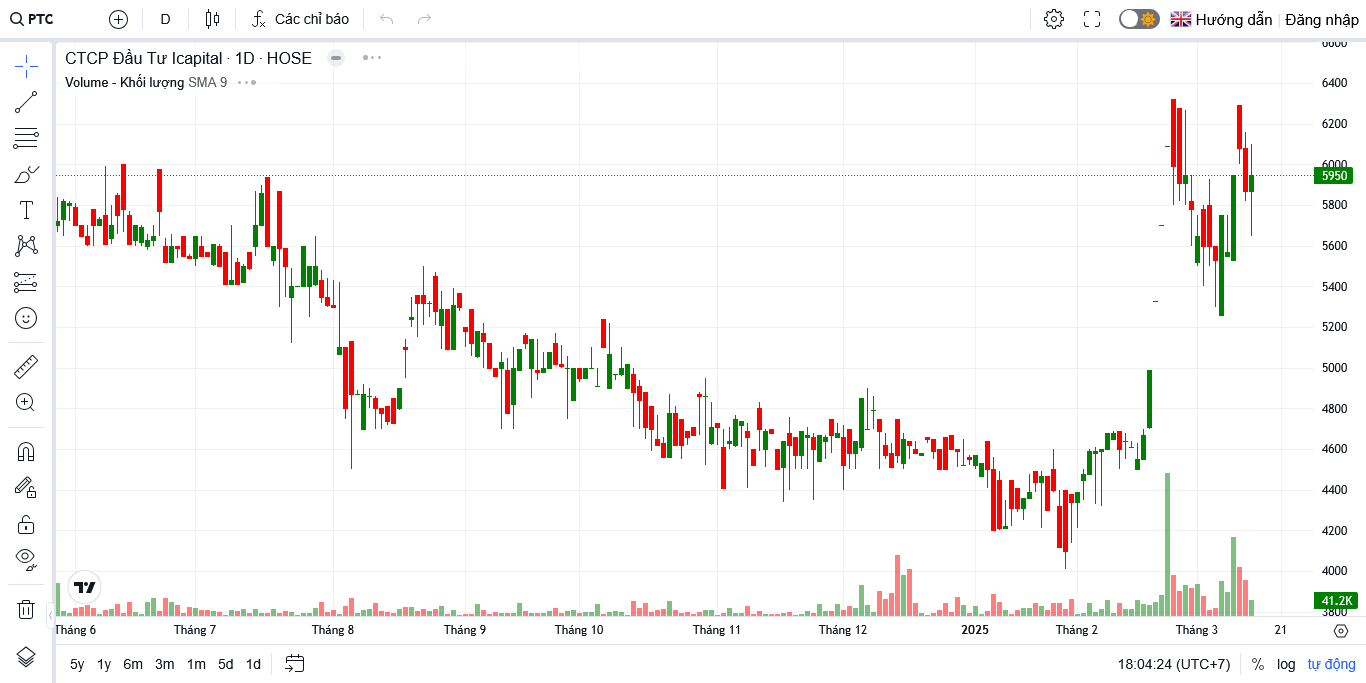 PTC
D
Các chỉ báo
Hướng dẫn
Đăng nhập
CTCP Đầu Tư Icapital · 1D · HOSE
Volume - Khối lượng SMA 9
6600
6400
6200
6000
5950
5800
5600
5400
5200
5000
4800
4600
4400
4200
4000
41.2K
3800
Tháng 6
Tháng 7
Tháng 8
Tháng 9
Tháng 10
Tháng 11
Tháng 12
2025
Tháng 2
Tháng 3
21
5y 1y 6m 3m 1m 5d 1d
18:04:24 (UTC+7)
% log tự động